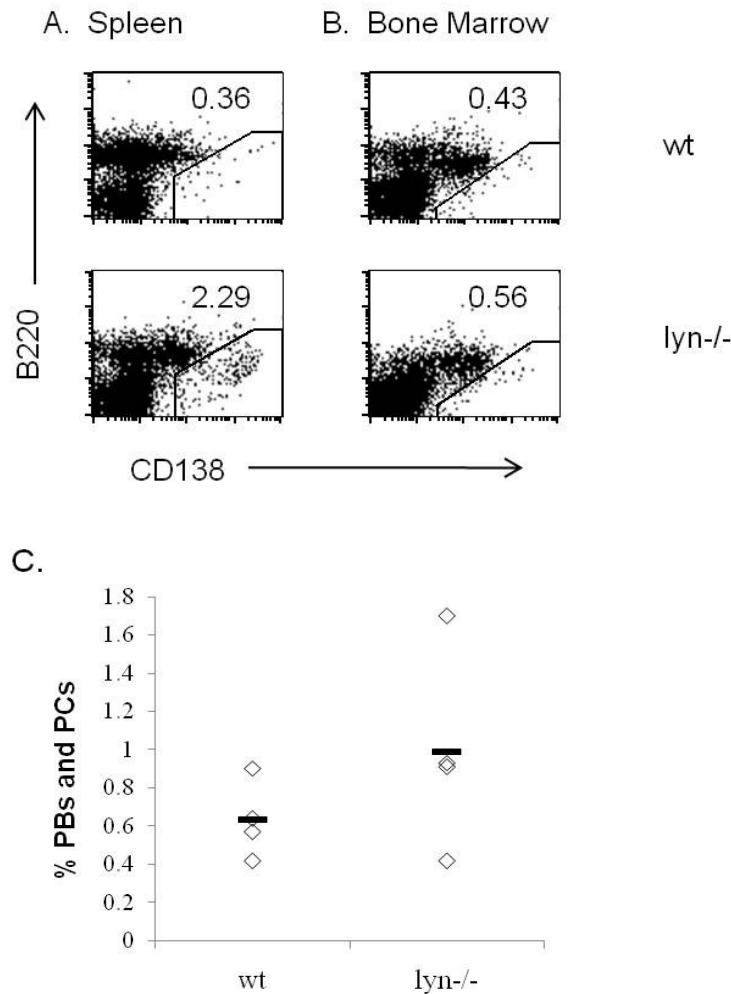 A. Spleen
B. Bone Marrow
0.36
0.43
wt
2.29
0.56
lyn-/-
B220
CD138
C.
1.8
1.6
1.4
1.2
1
0.8
0.6
0.4
0.2
0
% PBs and PCs
wt
lyn-/-